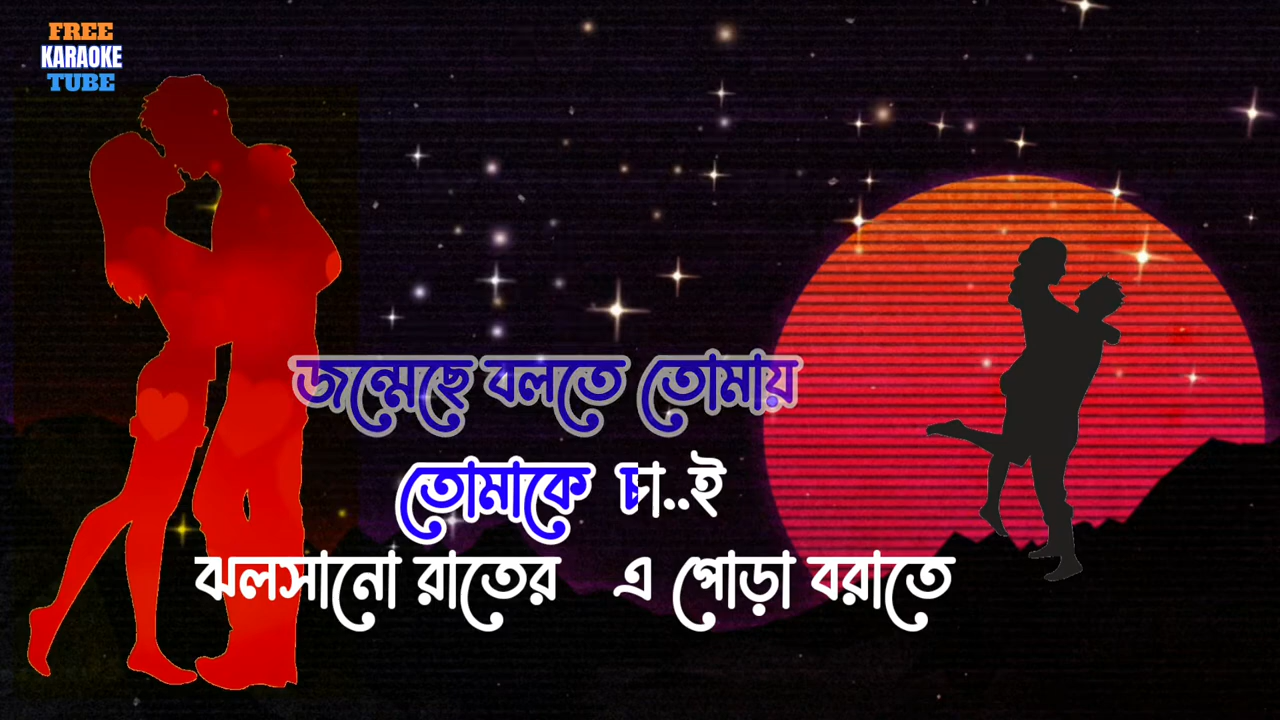 FREE
KARAOKE
TUBE
জন্মেছে বলতে তোমায়
তোমাকে চা..ই
ঝলসানো রাতের এ পোড়া বরাতে